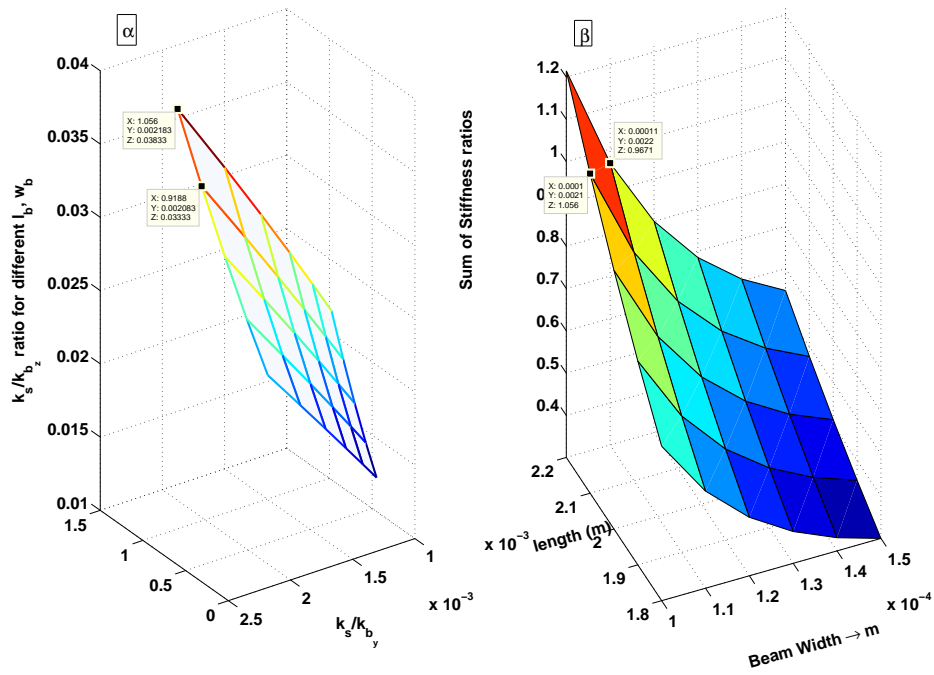 α
0.04
0.035
0.03
0.025
0.02
0.015
0.01
k_s/k_{b_z} ratio for different l_b, w_b
X: 1.056
Y: 0.002183
Z: 0.03833
X: 0.9188
Y: 0.002083
Z: 0.03333
1.5
1
0.5
0
2.5
2
1.5
1
x 10^{-3}
k_s/k_{b_y}
β
1.2
1.1
1
0.9
0.8
0.7
0.6
0.5
0.4
Sum of Stiffness ratios
X: 0.00011
Y: 0.0022
Z: 0.9671
X: 0.0001
Y: 0.0021
Z: 1.056
2.2
2.1
2
1.9
1.8
x 10^{-3} length (m)
1
1.1
1.2
1.3
1.4
1.5
x 10^{-4}
Beam Width → m